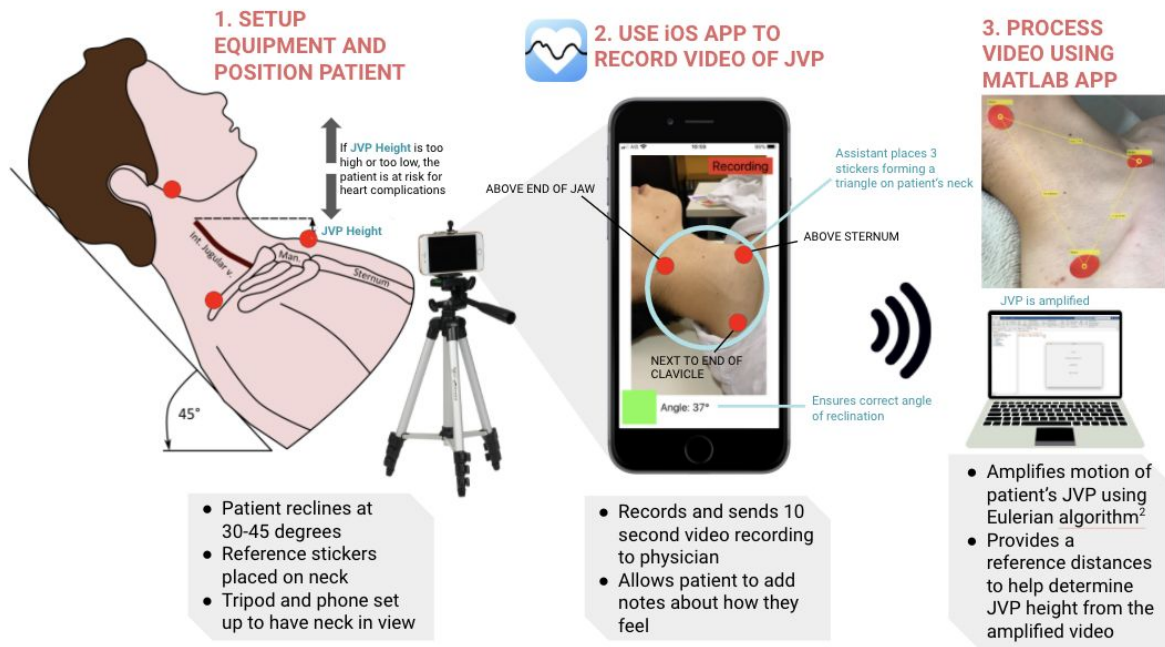 1. SETUP
EQUIPMENT AND
POSITION PATIENT
If JVP Height is too
high or too low, the
patient is at risk for
heart complications
JVP Height
Int. Jugular v.
Man.
Sternum
45°
● Patient reclines at
30-45 degrees
● Reference stickers
placed on neck
● Tripod and phone set
up to have neck in view
2. USE iOS APP TO
RECORD VIDEO OF JVP
Recording
ABOVE END OF JAW
Assistant places 3
stickers forming a
triangle on patient's neck
ABOVE STERNUM
NEXT TO END OF
CLAVICLE
Angle: 37°
Ensures correct angle
of reclination
● Records and sends 10
second video recording
to physician
● Allows patient to add
notes about how they
feel
3. PROCESS
VIDEO USING
MATLAB APP
JVP is amplified
● Amplifies motion of
patient's JVP using
Eulerian algorithm2
● Provides a
reference distances
to help determine
JVP height from the
amplified video